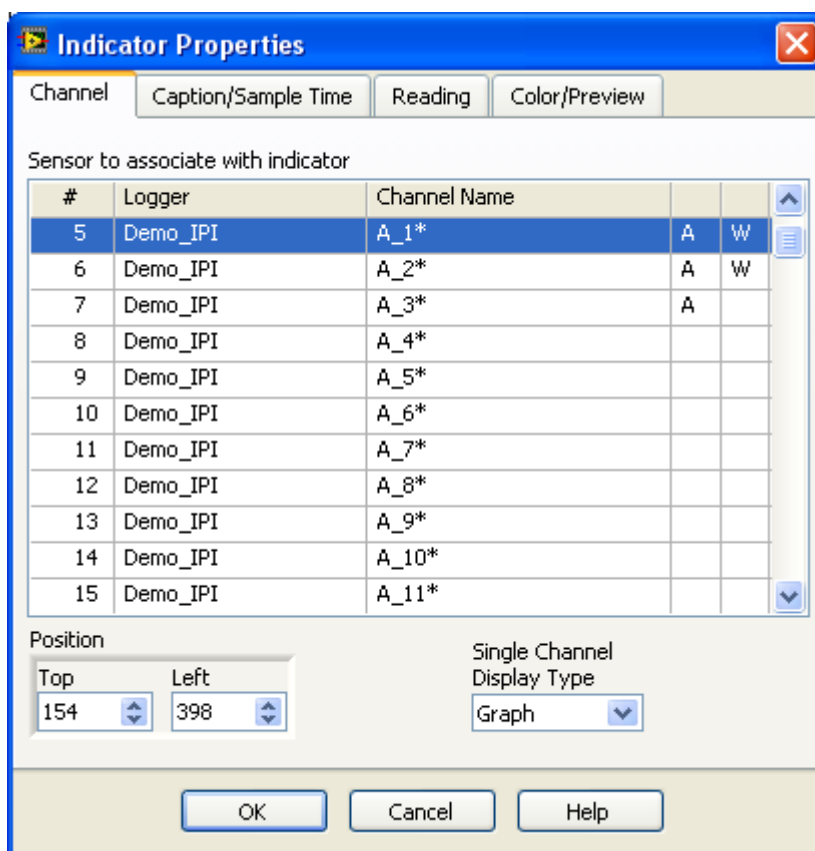 Indicator Properties
Channel Caption/Sample Time Reading Color/Preview
Sensor to associate with indicator
# Logger Channel Name
5 Demo_IPI A_1* A W
6 Demo_IPI A_2* A W
7 Demo_IPI A_3* A
8 Demo_IPI A_4*
9 Demo_IPI A_5*
10 Demo_IPI A_6*
11 Demo_IPI A_7*
12 Demo_IPI A_8*
13 Demo_IPI A_9*
14 Demo_IPI A_10*
15 Demo_IPI A_11*
Position
Top Left
154 398
Single Channel
Display Type
Graph
OK Cancel Help